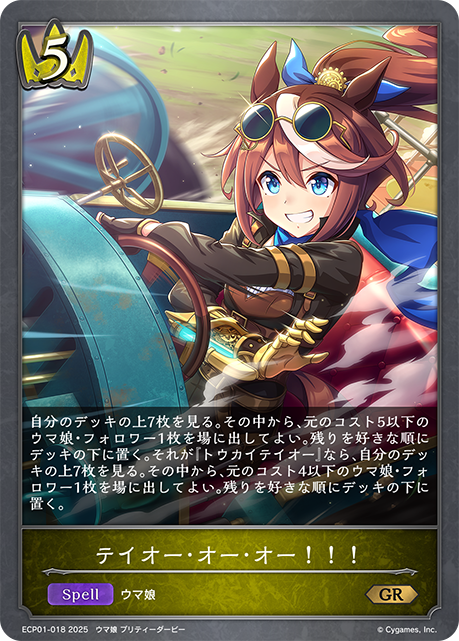 5
自分のデッキの上7枚を見る。その中から、元のコスト5以下の
ウマ娘・フォロワー1枚を場に出してよい。残りを好きな順に
デッキの下に置く。それが『トウカイテイオー』なら、自分のデッ
キの上7枚を見る。その中から、元のコスト4以下のウマ娘・フォ
ロワー1枚を場に出してよい。残りを好きな順にデッキの下に
置く。
テイオー・オー・オー！！！
Spell ウマ娘 GR
ECP01-018 2025 ウマ娘 プリティーダービー © Cygames, Inc.